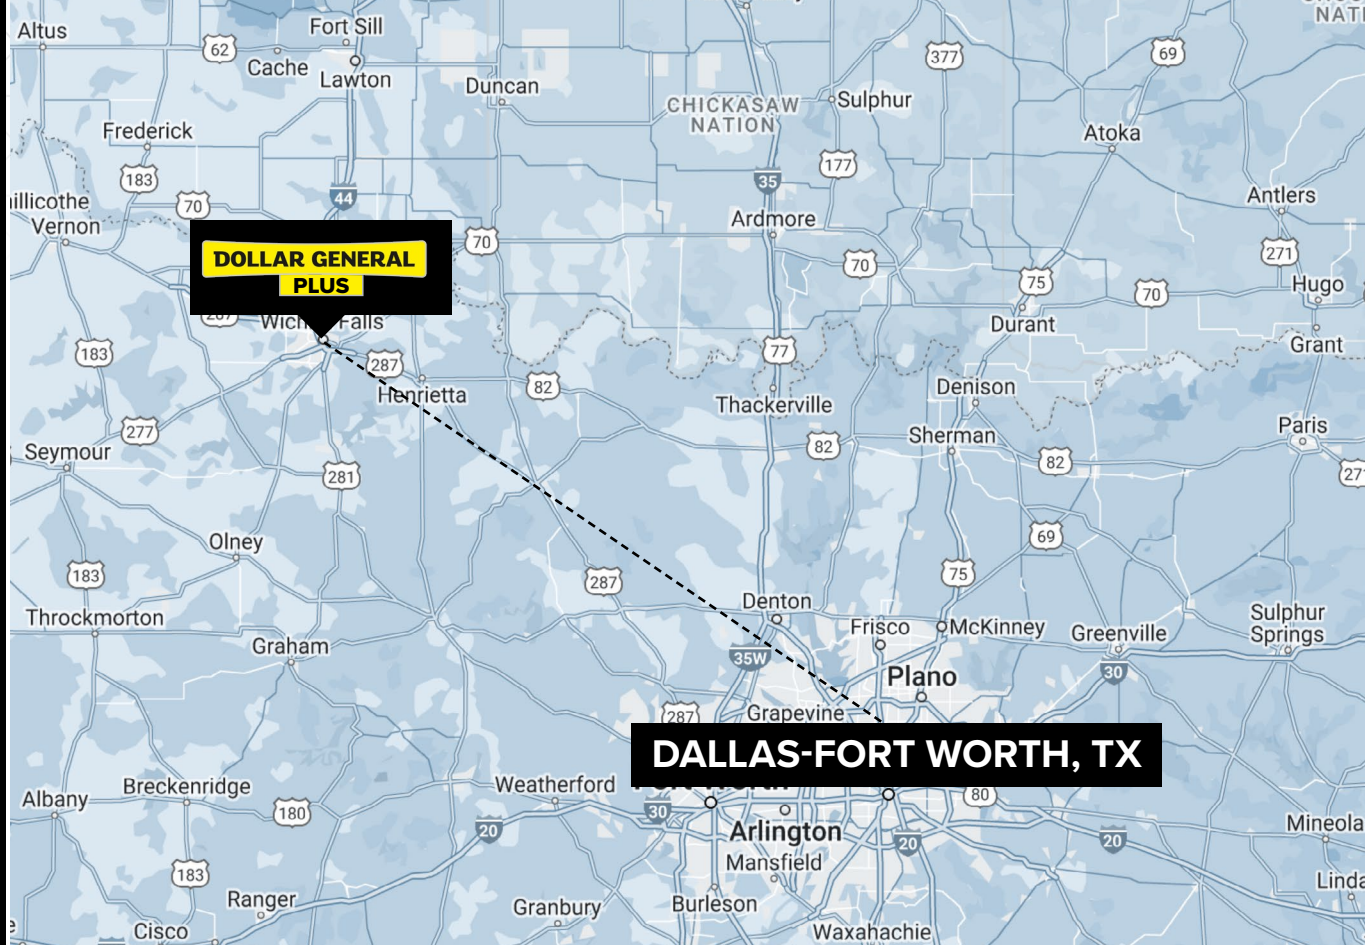 Altus
62
Fort Sill
Cache
Lawton
Duncan
CHICKASAW
NATION
Sulphur
377
69
NATI
Frederick
183
177
Atoka
70
44
35
Antlers
Vernon
Ardmore
70
70
271
75
70
Hugo
DOLLAR GENERAL
PLUS
Durant
Grant
183
287
Henrietta
82
77
Thackerville
Denison
277
82
Sherman
82
Paris
Seymour
281
Olney
69
183
287
75
Throckmorton
Denton
Frisco
McKinney
Greenville
Sulphur
Springs
Graham
35W
Plano
30
287
Grapevine
DALLAS-FORT WORTH, TX
Albany
Breckenridge
180
Weatherford
30
80
20
Arlington
20
20
Mineola
Mansfield
183
Ranger
Granbury
Burleson
Cisco
Waxahachie